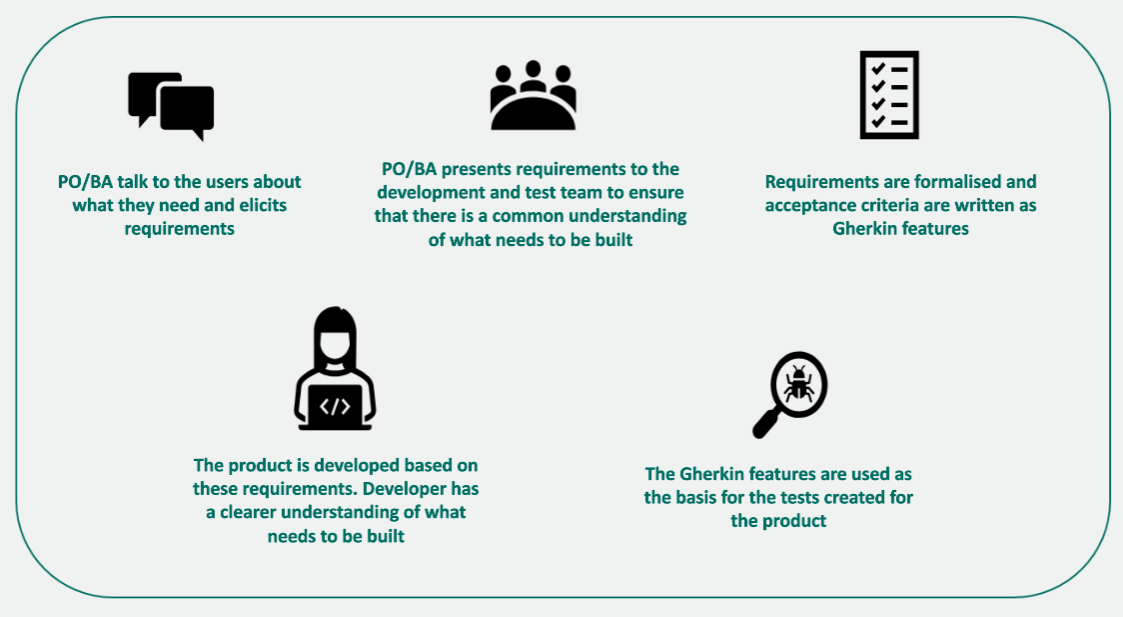 PO/BA talk to the users about
what they need and elicits
requirements
PO/BA presents requirements to the
development and test team to ensure
that there is a common understanding
of what needs to be built
Requirements are formalised and
acceptance criteria are written as
Gherkin features
</>
The product is developed based on
these requirements. Developer has
a clearer understanding of what
needs to be built
The Gherkin features are used as
the basis for the tests created for
the product